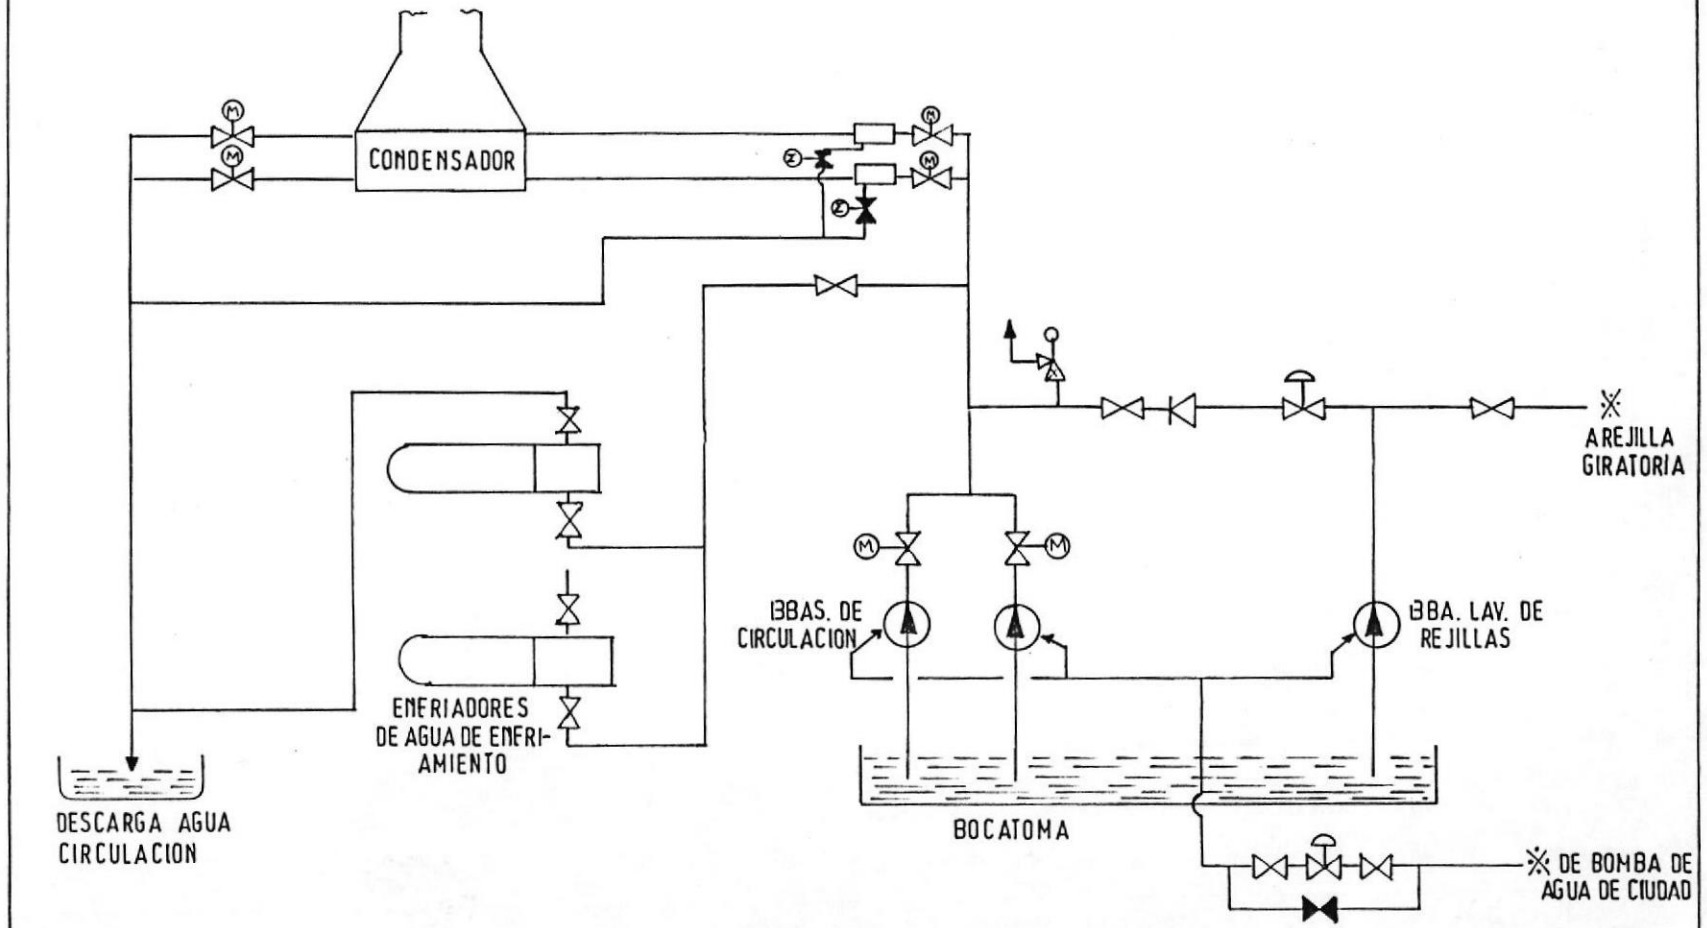 M
M
CONDENSADOR
M
M
Σ
Σ
A REJILLA
GIRATORIA
M
M
BBAS. DE
CIRCULACION
BBA. LAV. DE
REJILLAS
ENFRIADORES
DE AGUA DE ENFRI-
AMIENTO
DESCARGA AGUA
CIRCULACION
BOCATOMA
DE BOMBA DE
AGUA DE CIUDAD